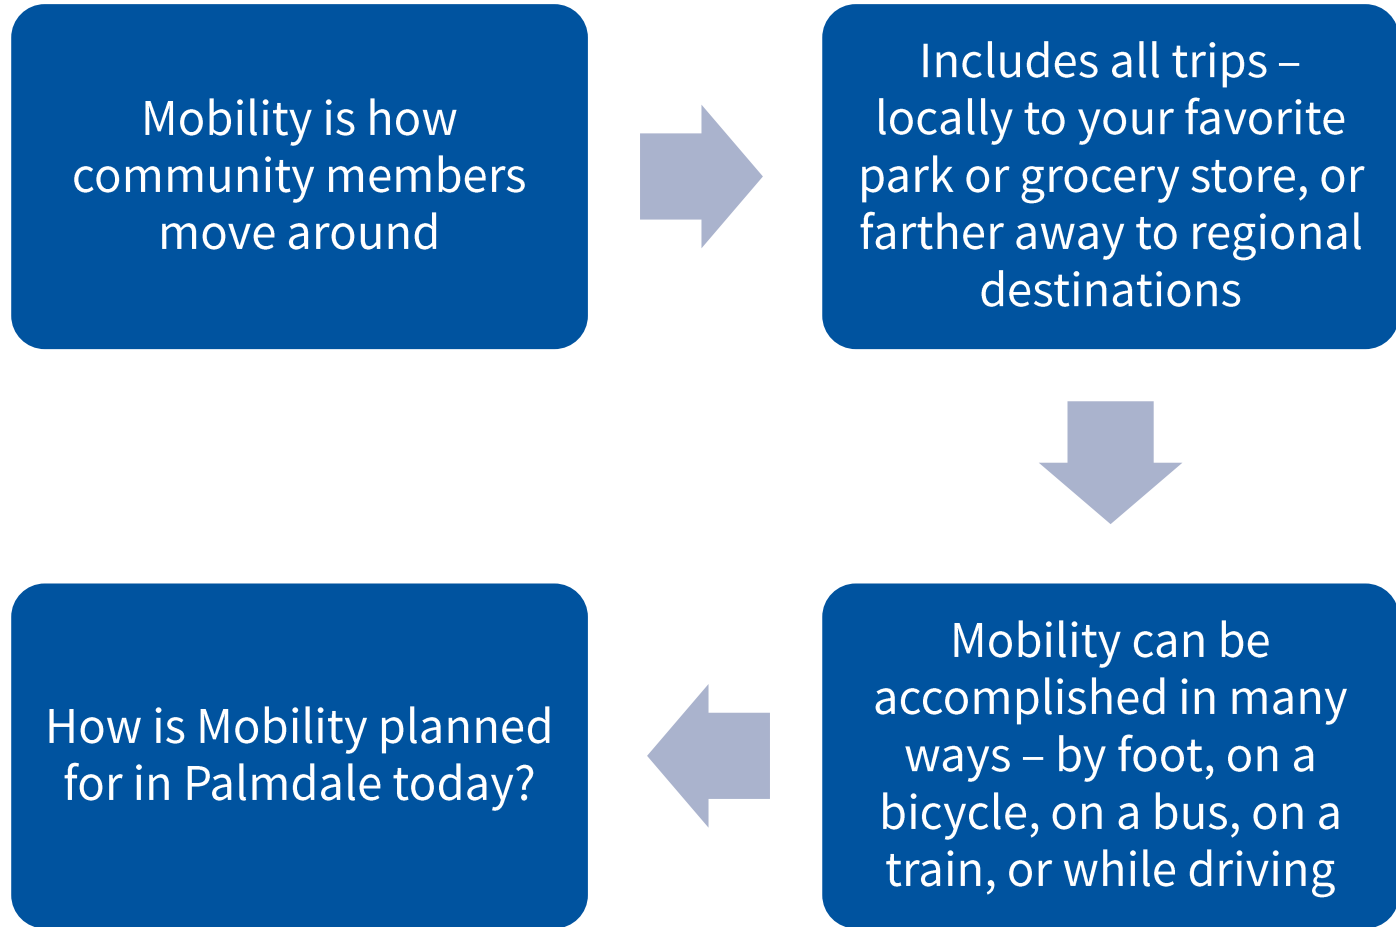 Mobility is how
community members
move around
Includes all trips –
locally to your favorite
park or grocery store, or
farther away to regional
destinations
Mobility can be
accomplished in many
ways – by foot, on a
bicycle, on a bus, on a
train, or while driving
How is Mobility planned
for in Palmdale today?